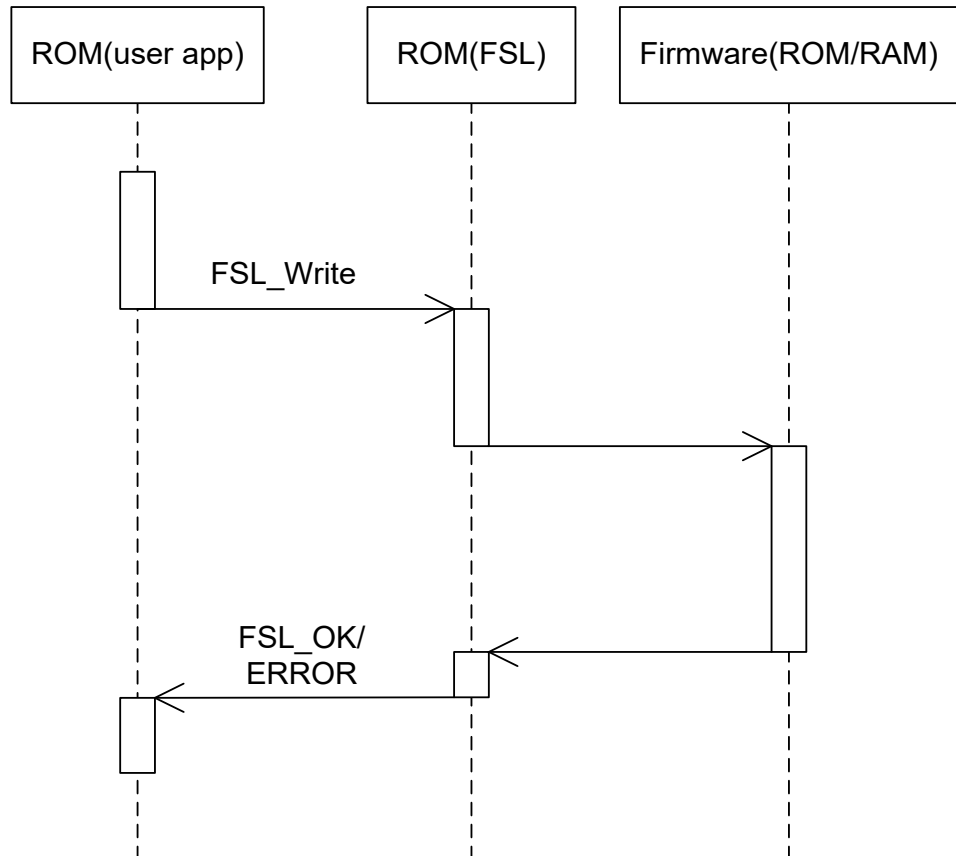 ROM(user app)
ROM(FSL)
Firmware(ROM/RAM)
FSL_Write
FSL_OK/
ERROR